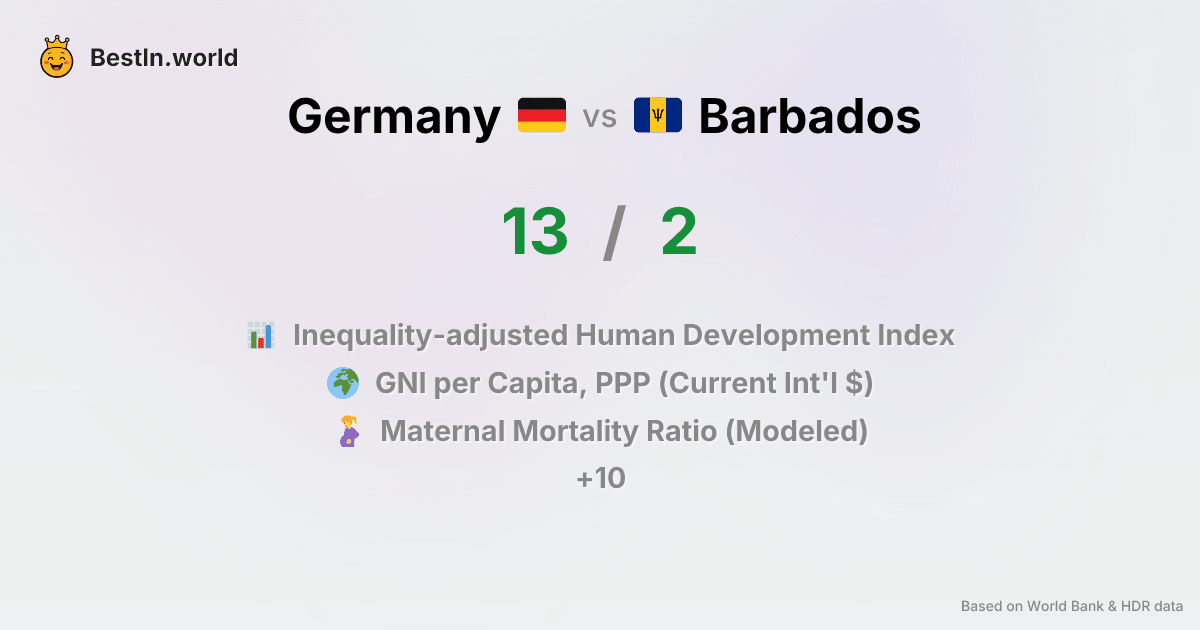 BestIn.world
Germany vs Barbados
13 / 2
Inequality-adjusted Human Development Index
GNI per Capita, PPP (Current Int'l $)
Maternal Mortality Ratio (Modeled)
+10
Based on World Bank & HDR data